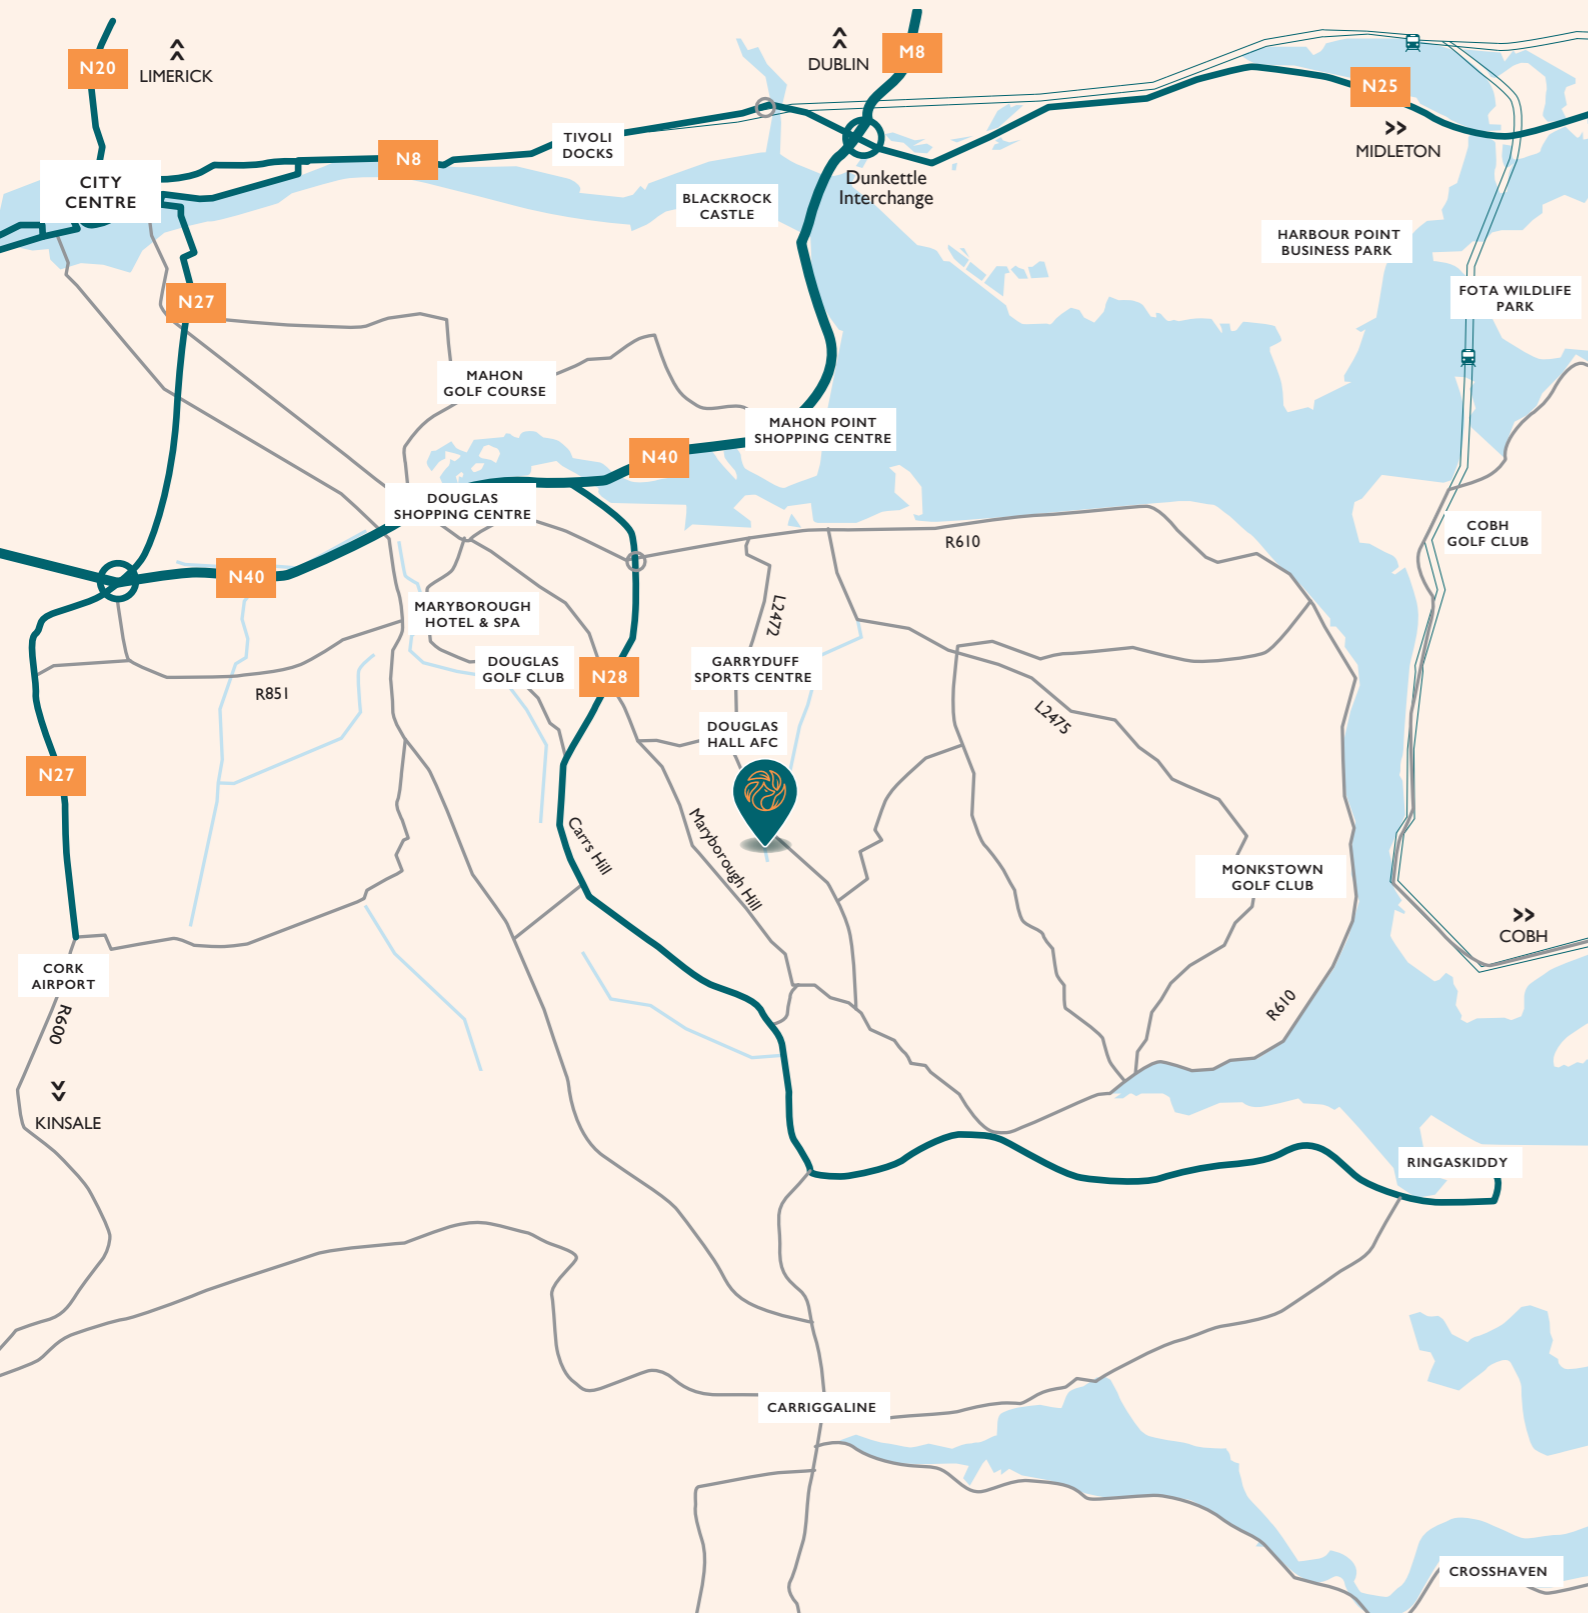 N20
LIMERICK
DUBLIN
M8
N25
MIDLETON
TIVOLI
DOCKS
N8
CITY
CENTRE
Dunkettle
Interchange
BLACKROCK
CASTLE
HARBOUR POINT
BUSINESS PARK
FOTA WILDLIFE
PARK
N27
MAHON
GOLF COURSE
MAHON POINT
SHOPPING CENTRE
N40
DOUGLAS
SHOPPING CENTRE
COBH
GOLF CLUB
R610
N40
MARYBOROUGH
HOTEL & SPA
L2472
DOUGLAS
GOLF CLUB
N28
GARRYDUFF
SPORTS CENTRE
R851
L2475
DOUGLAS
HALL AFC
N27
Carrs Hill
Maryborough Hill
MONKSTOWN
GOLF CLUB
COBH
CORK
AIRPORT
R600
R610
KINSALE
RINGASKIDDY
CARRIGGALINE
CROSSHAVEN